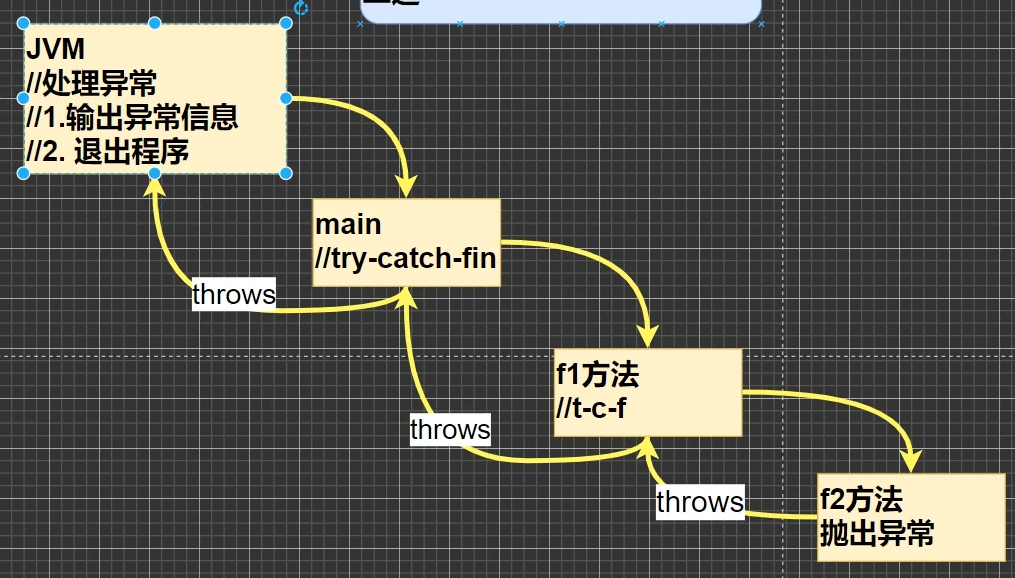 JVM
//处理异常
//1.输出异常信息
//2. 退出程序
main
//try-catch-fin
throws
f1方法
//t-c-f
throws
f2方法
抛出异常
throws